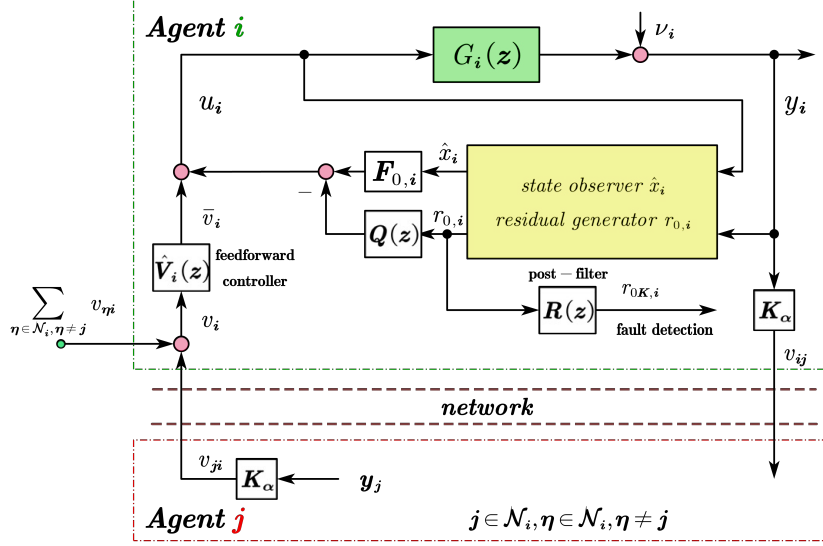 Agent i
ν_i
G_i(z)
u_i
y_i
x̂_i
F_{0,i}
state observer x̂_i
residual generator r_{0,i}
−
r_{0,i}
Q(z)
v̄_i
V̂_i(z)
feedforward
controller
post−filter
R(z)
r_{0K,i}
fault detection
K_α
∑
η∈𝒩_i, η≠j
v_{ηi}
v_i
v_{ij}
network
v_{ji}
K_α
y_j
Agent j
j∈𝒩_i, η∈𝒩_i, η≠j